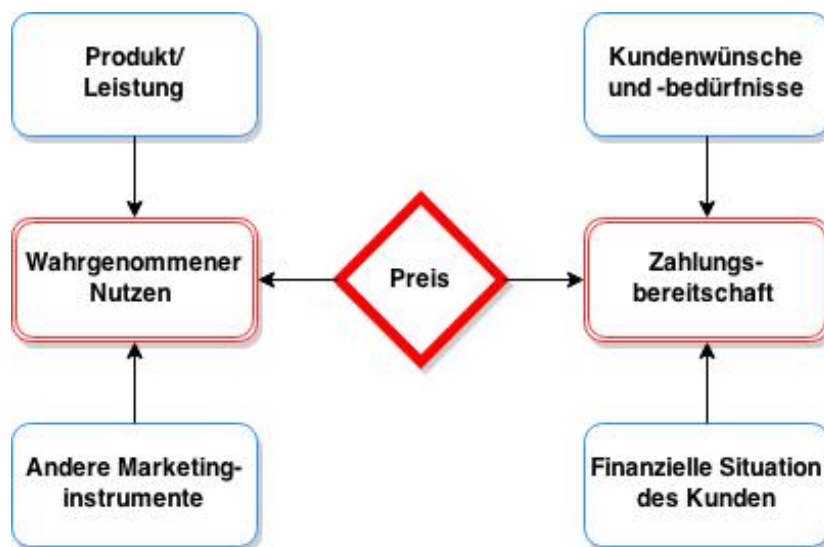 Produkt/
Leistung
Kundenwünsche
und -bedürfnisse
Wahrgenommener
Nutzen
Preis
Zahlungs-
bereitschaft
Andere Marketing-
instrumente
Finanzielle Situation
des Kunden